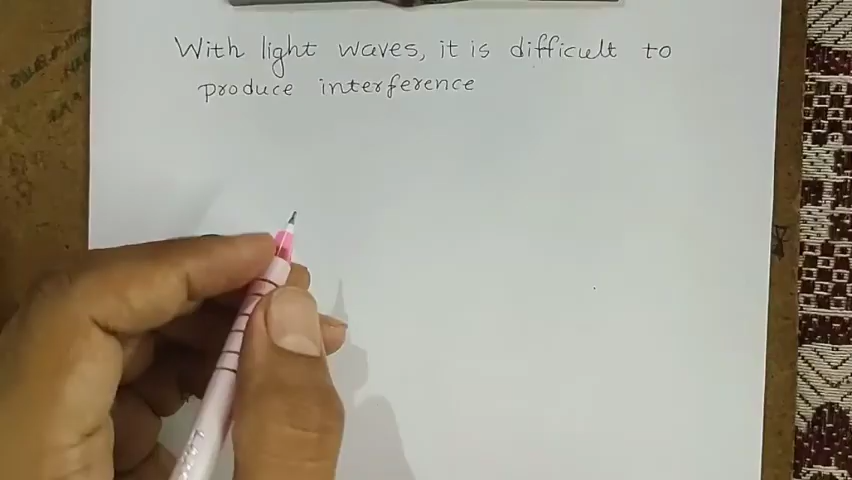 With light waves, it is difficult to
produce interference